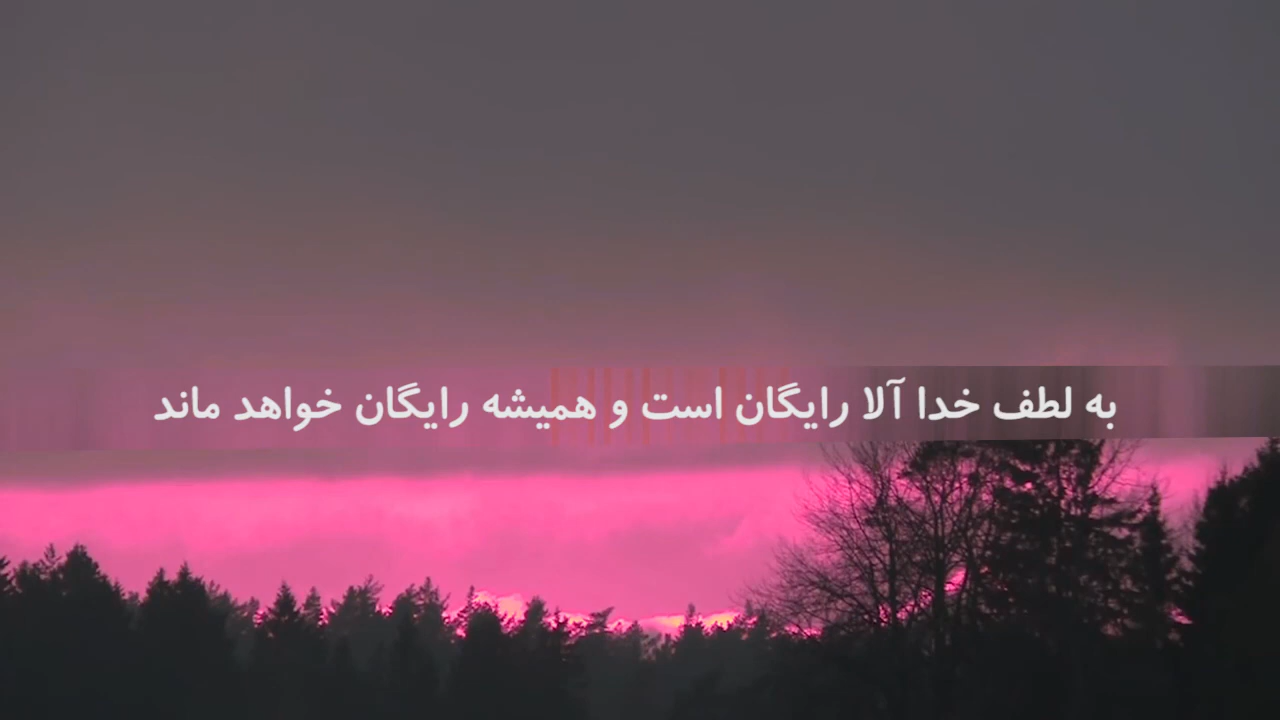 به لطف خدا آلا رایگان است و همیشه رایگان خواهد ماند